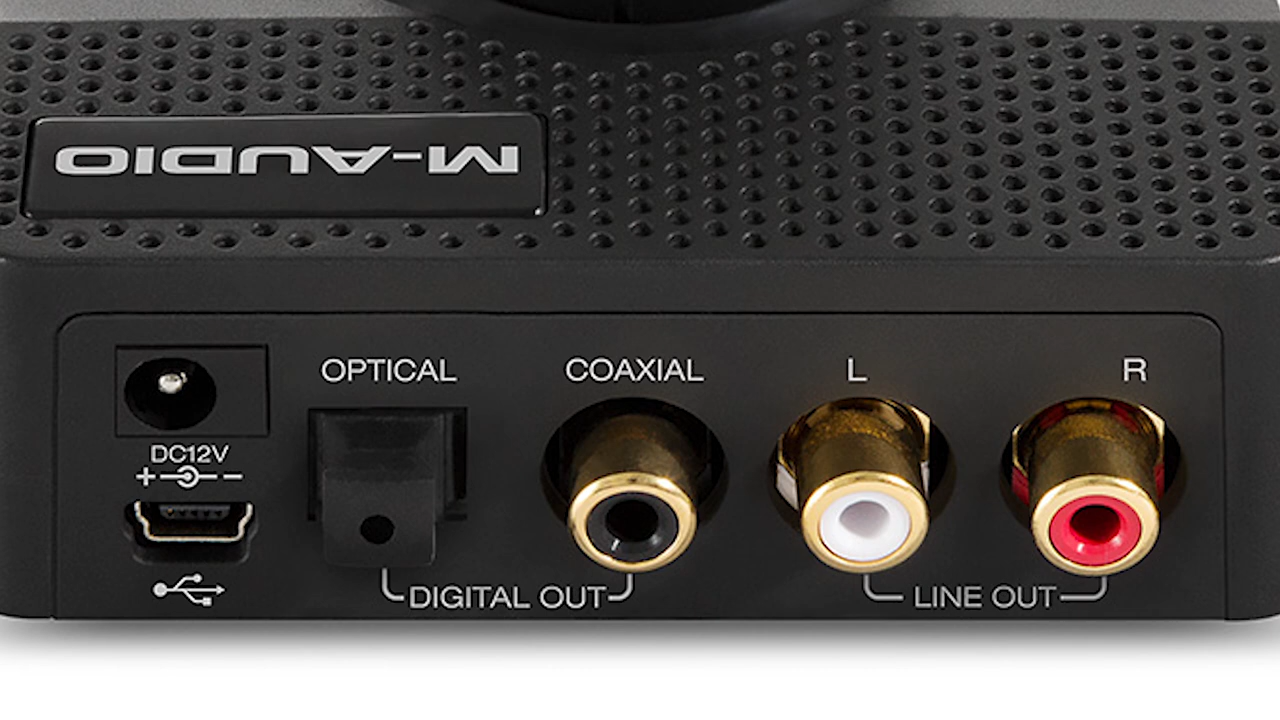 M-AUDIO
OPTICAL COAXIAL L R
DC12V
+ -
DIGITAL OUT LINE OUT